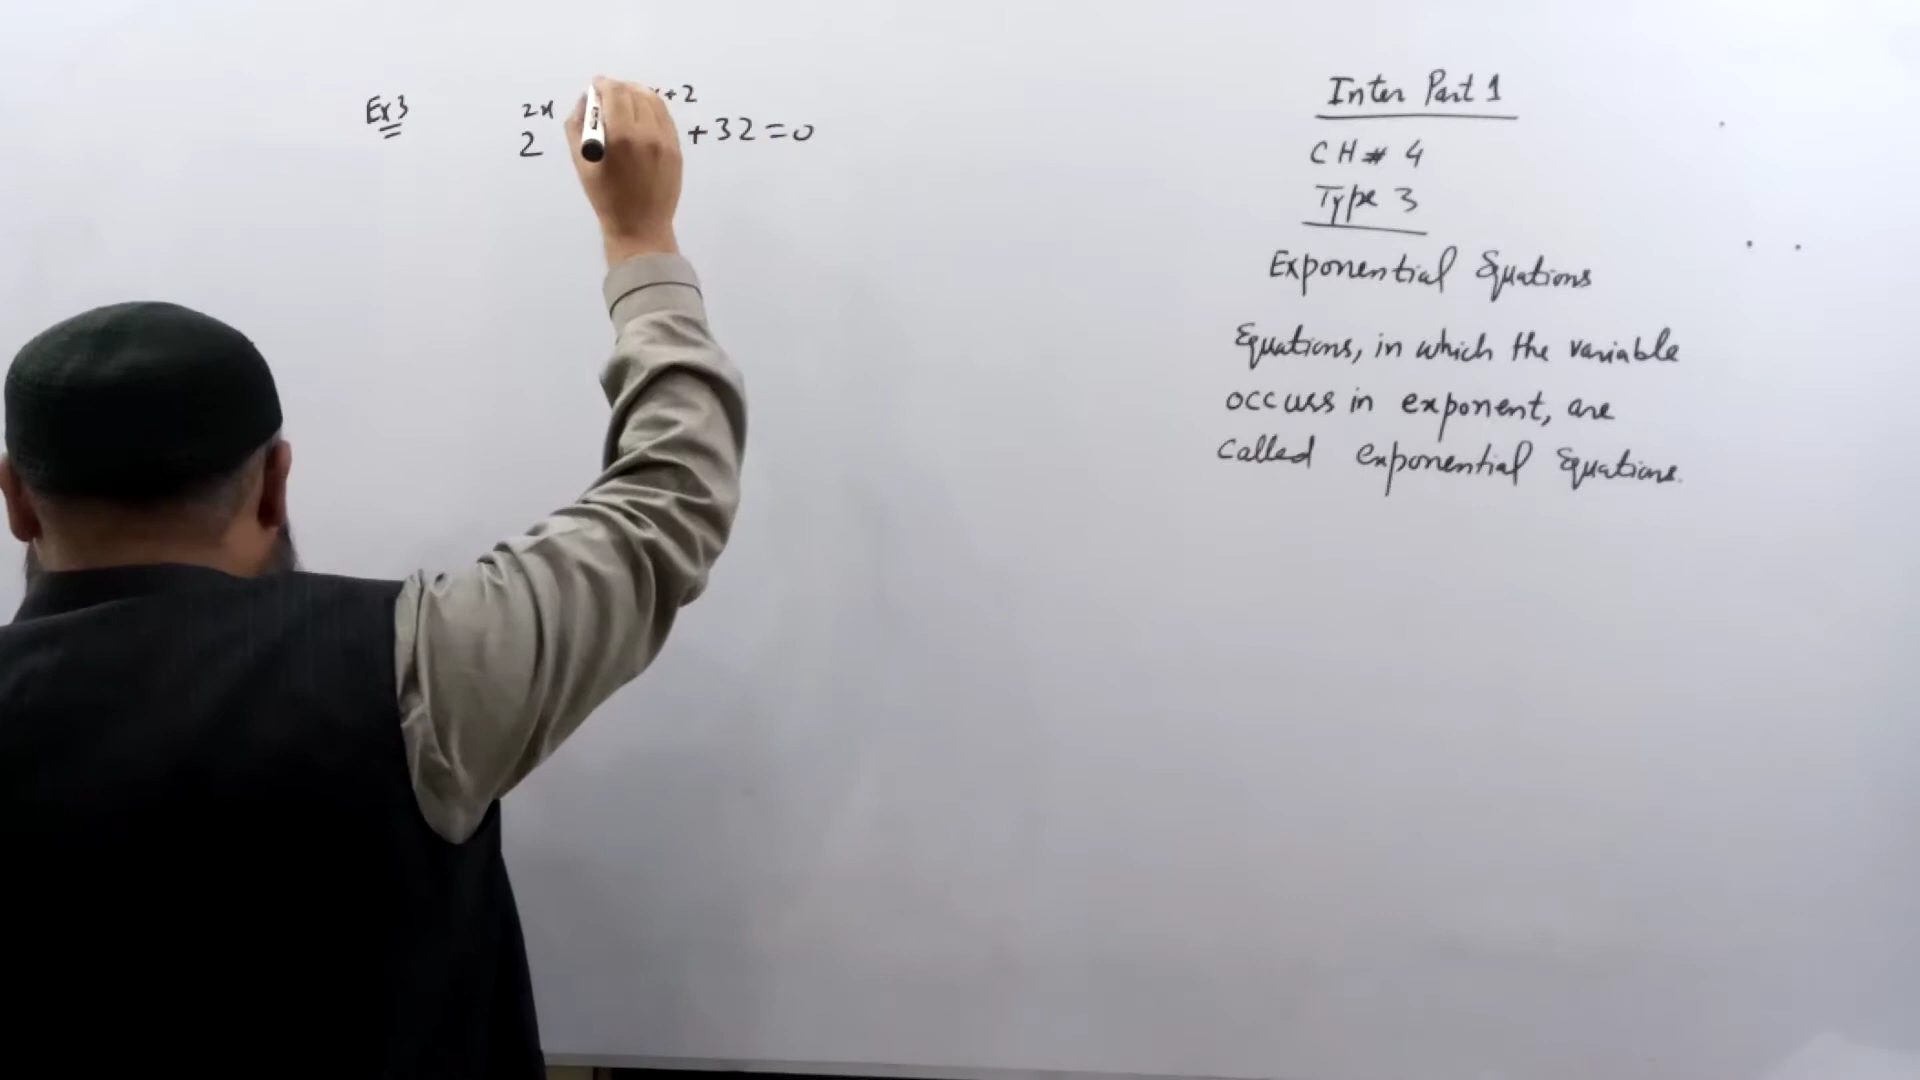 Ex 3 2^2x +2 +32=0
Inter Part 1
CH# 4
Type 3
Exponential Equations
Equations, in which the variable
occurs in exponent, are
called exponential Equations.